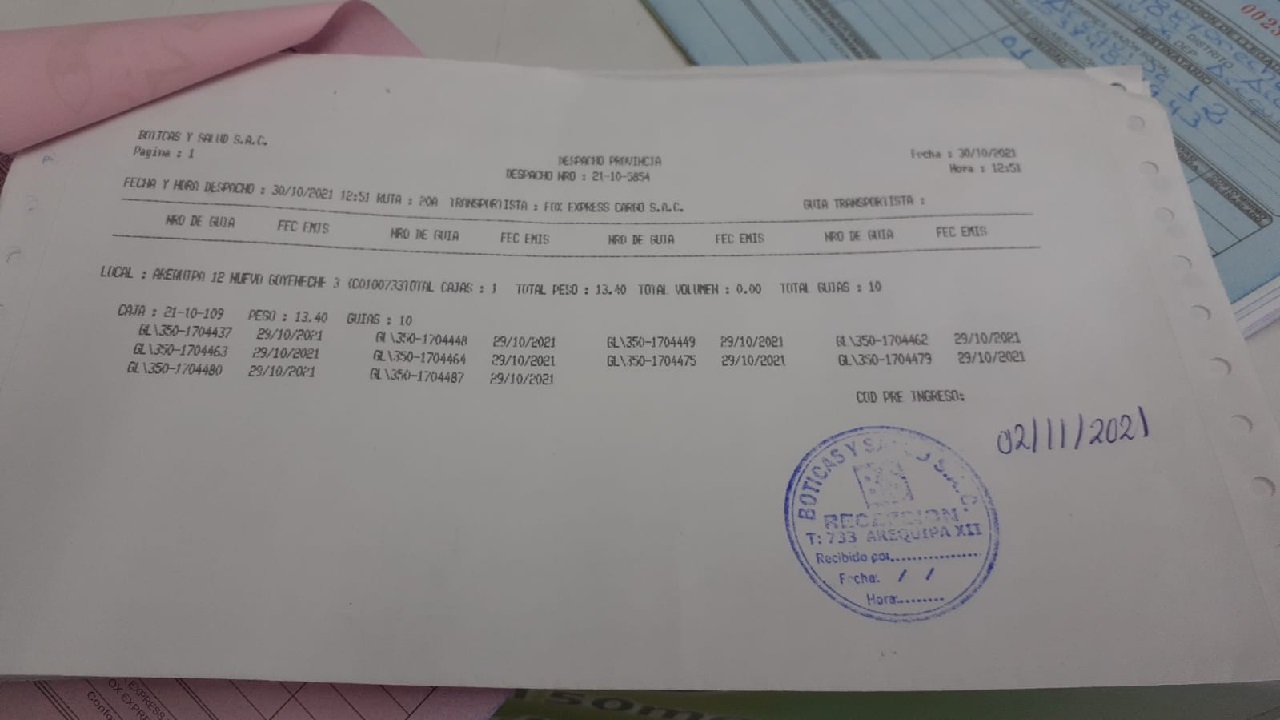 BOTICAS Y SALUD S.A.C.
Pagina : 1
Fecha : 30/10/2021
Hora : 12:51
DESPACHO PROVINCIA
DESPACHO NRO : 21-10-5854
FECHA Y HORA DESPACHO : 30/10/2021 12:51 RUTA : 20A TRANSPORTISTA : FOX EXPRESS CARGO S.A.C. GUIA TRANSPORTISTA :
NRO DE GUIA FEC EMIS NRO DE GUIA FEC EMIS NRO DE GUIA FEC EMIS NRO DE GUIA FEC EMIS
LOCAL : AREQUIPA 12 NUEVO GOYENECHE 3 (CO100733)TOTAL CAJAS : 1 TOTAL PESO : 13.40 TOTAL VOLUMEN : 0.00 TOTAL GUIAS : 10
CAJA : 21-10-109 PESO : 13.40 GUIAS : 10
GL\350-1704437 29/10/2021 GL\350-1704448 29/10/2021 GL\350-1704449 29/10/2021 GL\350-1704462 29/10/2021
GL\350-1704463 29/10/2021 GL\350-1704464 29/10/2021 GL\350-1704475 29/10/2021 GL\350-1704479 29/10/2021
GL\350-1704480 29/10/2021 GL\350-1704487 29/10/2021
COD PRE INGRESO:
02/11/2021
BOTICAS Y S.A.C.
RECEPCION
T: 733 AREQUIPA XII
Recibido por..................
Fecha: / /
Hora:.........
150m